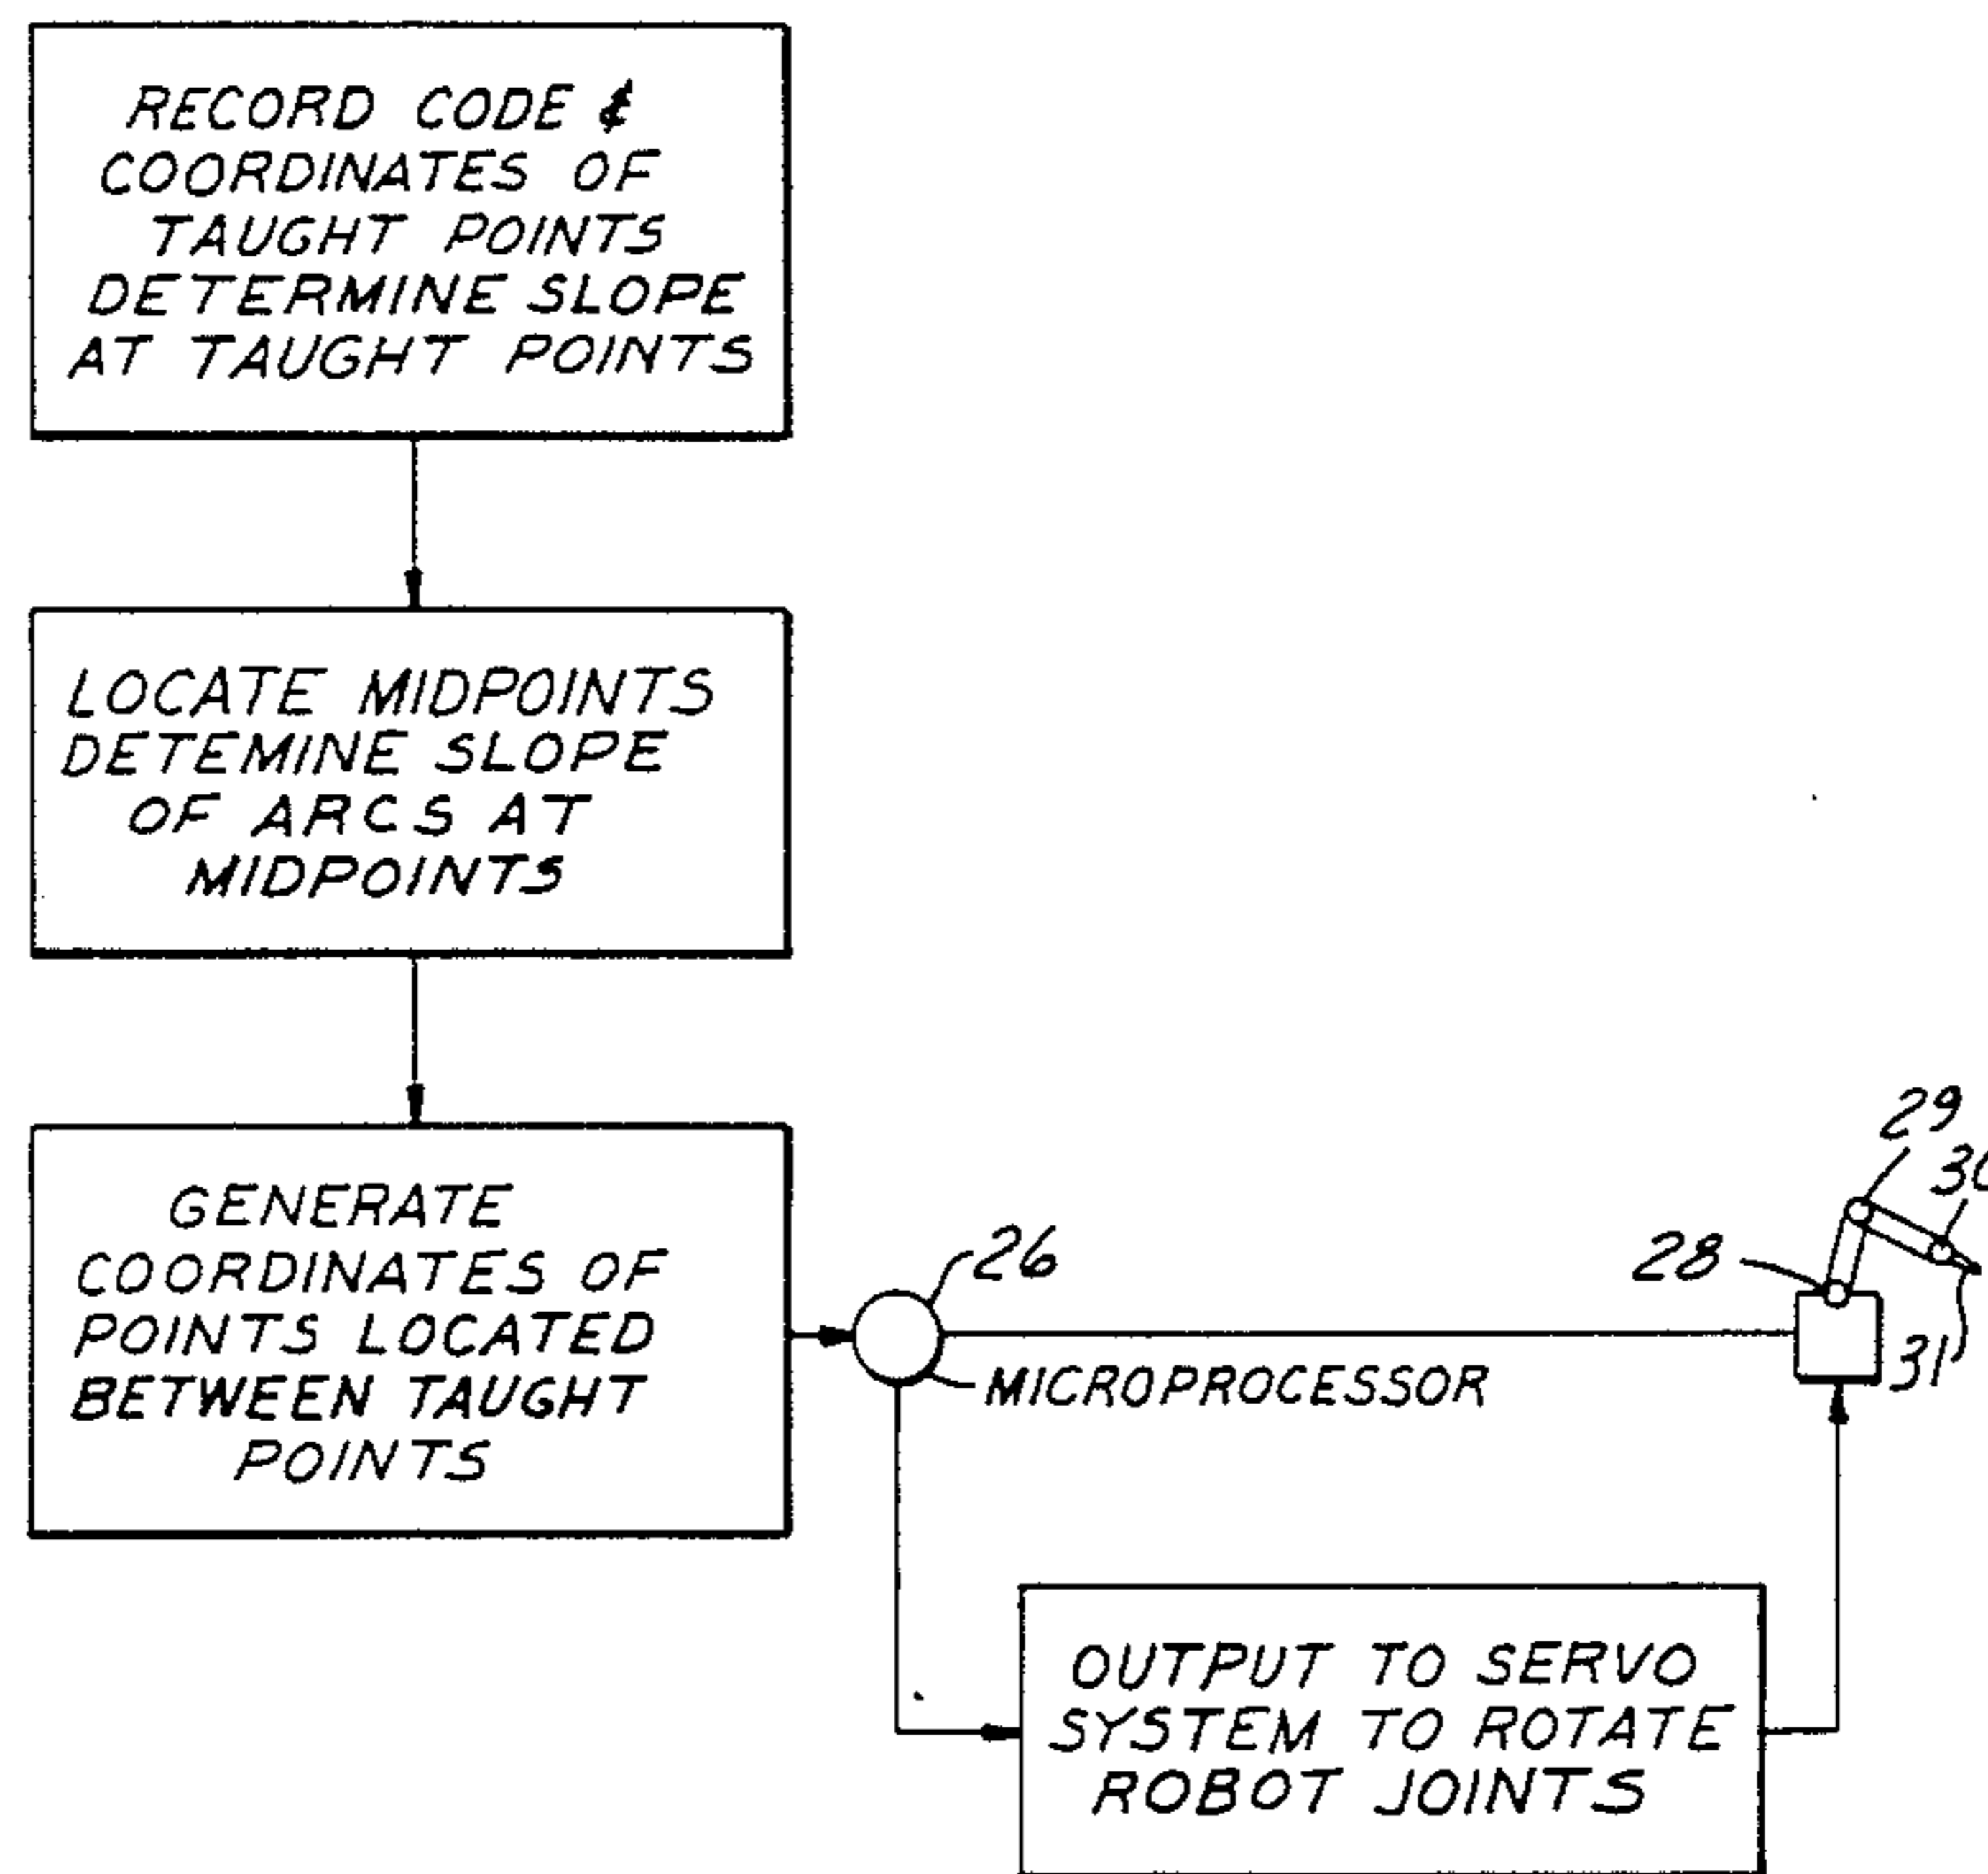 RECORD CODE &
COORDINATES OF
TAUGHT POINTS
DETERMINE SLOPE
AT TAUGHT POINTS
LOCATE MIDPOINTS
DETEMINE SLOPE
OF ARCS AT
MIDPOINTS
GENERATE
COORDINATES OF
POINTS LOCATED
BETWEEN TAUGHT
POINTS
26
MICROPROCESSOR
28
29
30
31
OUTPUT TO SERVO
SYSTEM TO ROTATE
ROBOT JOINTS